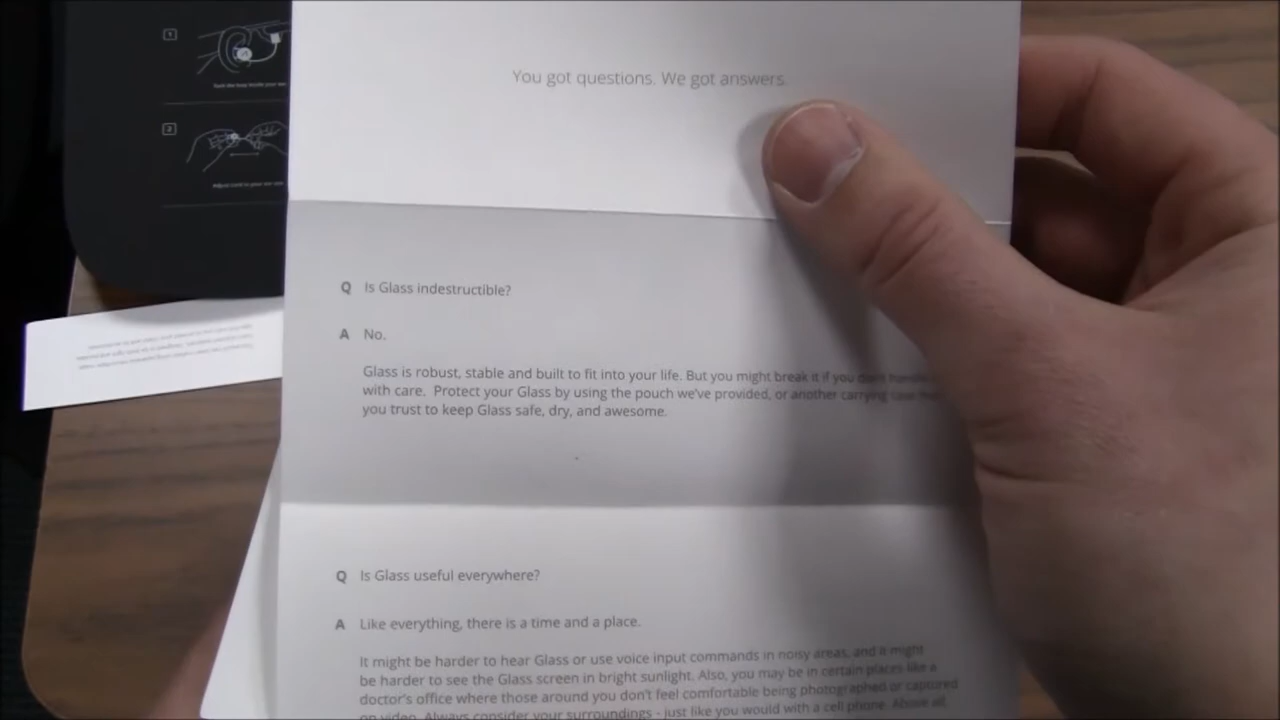 1
2
You got questions. We got answers.
Q Is Glass indestructible?
A No.
Glass is robust, stable and built to fit into your life. But you might break it if you don't handle
with care. Protect your Glass by using the pouch we've provided, or another carrying case
you trust to keep Glass safe, dry, and awesome.
Q Is Glass useful everywhere?
A Like everything, there is a time and a place.
It might be harder to hear Glass or use voice input commands in noisy areas, and it might
be harder to see the Glass screen in bright sunlight. Also, you may be in certain places like a
doctor's office where those around you don't feel comfortable being photographed or captured
on video. Always consider your surroundings - just like you would with a cell phone. Above all,